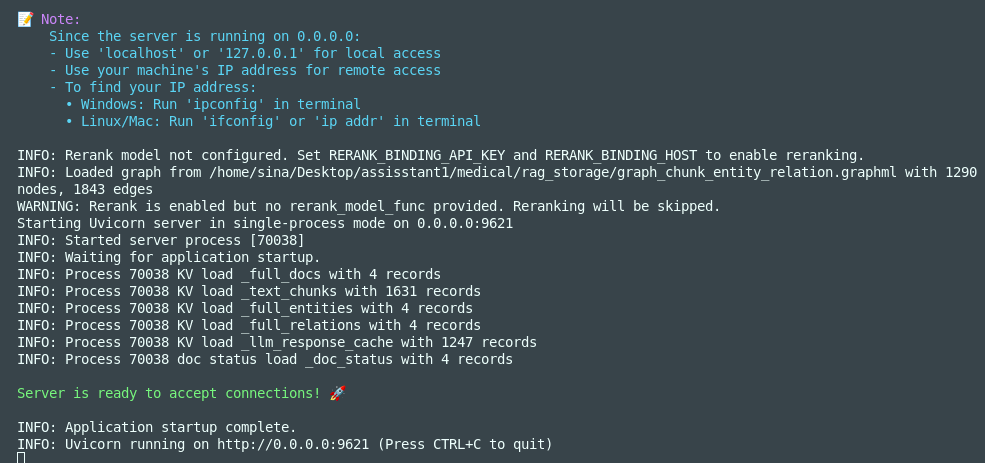 📝 Note:
Since the server is running on 0.0.0.0:
- Use 'localhost' or '127.0.0.1' for local access
- Use your machine's IP address for remote access
- To find your IP address:
• Windows: Run 'ipconfig' in terminal
• Linux/Mac: Run 'ifconfig' or 'ip addr' in terminal
INFO: Rerank model not configured. Set RERANK_BINDING_API_KEY and RERANK_BINDING_HOST to enable reranking.
INFO: Loaded graph from /home/sina/Desktop/assisstant1/medical/rag_storage/graph_chunk_entity_relation.graphml with 1290
nodes, 1843 edges
WARNING: Rerank is enabled but no rerank_model_func provided. Reranking will be skipped.
Starting Uvicorn server in single-process mode on 0.0.0.0:9621
INFO: Started server process [70038]
INFO: Waiting for application startup.
INFO: Process 70038 KV load _full_docs with 4 records
INFO: Process 70038 KV load _text_chunks with 1631 records
INFO: Process 70038 KV load _full_entities with 4 records
INFO: Process 70038 KV load _full_relations with 4 records
INFO: Process 70038 KV load _llm_response_cache with 1247 records
INFO: Process 70038 doc status load _doc_status with 4 records
Server is ready to accept connections! 🚀
INFO: Application startup complete.
INFO: Uvicorn running on http://0.0.0.0:9621 (Press CTRL+C to quit)